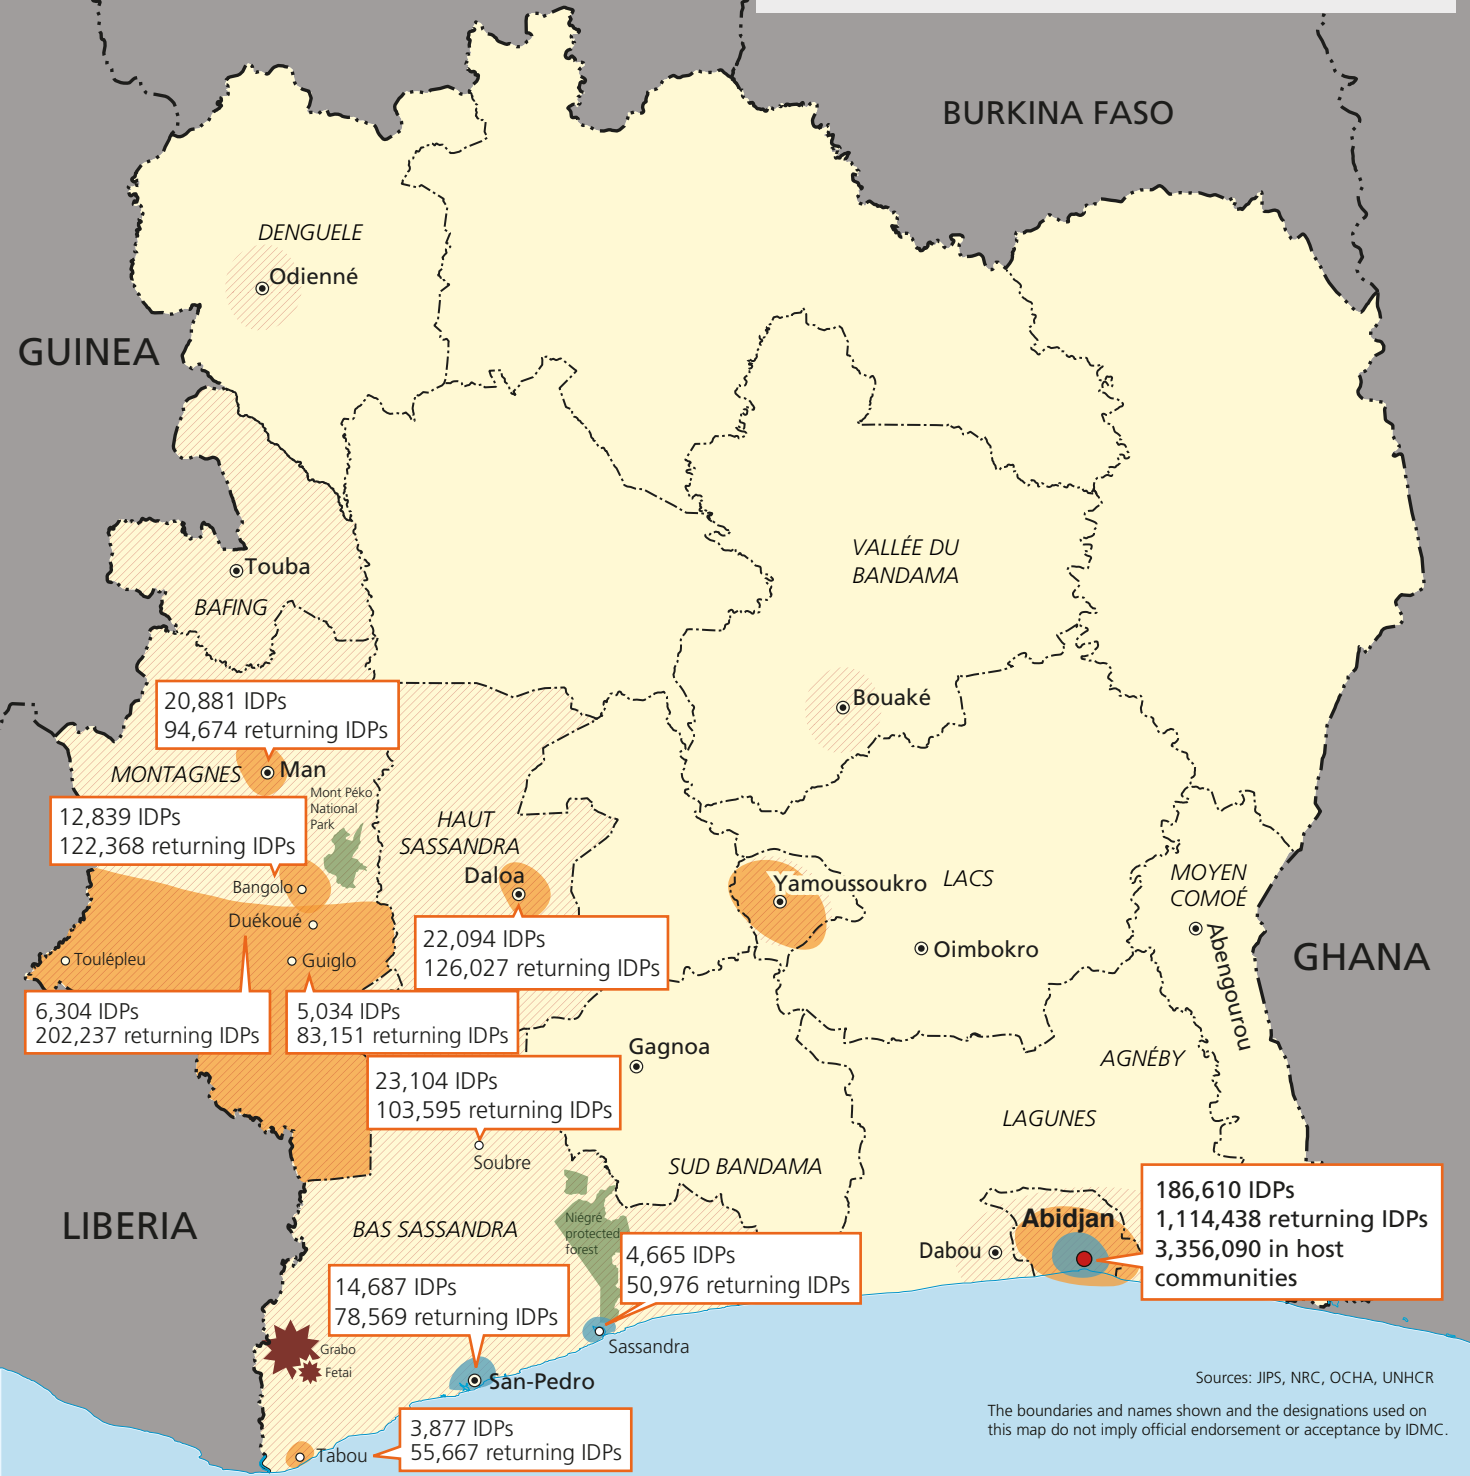 BURKINA FASO
DENGUELE
Odienné
GUINEA
Touba
BAFING
VALLÉE DU
BANDAMA
Bouaké
20,881 IDPs
94,674 returning IDPs
MONTAGNES
Man
Mont Péko
National
Park
12,839 IDPs
122,368 returning IDPs
HAUT
SASSANDRA
Daloa
Bangolo
Duékoué
Toulépleu
Guiglo
Yamoussoukro
LACS
MOYEN
COMOÉ
Oimbokro
Abengourou
GHANA
22,094 IDPs
126,027 returning IDPs
6,304 IDPs
202,237 returning IDPs
5,034 IDPs
83,151 returning IDPs
Gagnoa
AGNÉBY
23,104 IDPs
103,595 returning IDPs
LAGUNES
Soubre
SUD BANDAMA
LIBERIA
BAS SASSANDRA
Niégré
protected
forest
186,610 IDPs
1,114,438 returning IDPs
3,356,090 in host
communities
Abidjan
Dabou
4,665 IDPs
50,976 returning IDPs
14,687 IDPs
78,569 returning IDPs
Sassandra
Grabo
Fetai
San-Pedro
3,877 IDPs
55,667 returning IDPs
Tabou
Sources: JIPS, NRC, OCHA, UNHCR
The boundaries and names shown and the designations used on
this map do not imply official endorsement or acceptance by IDMC.